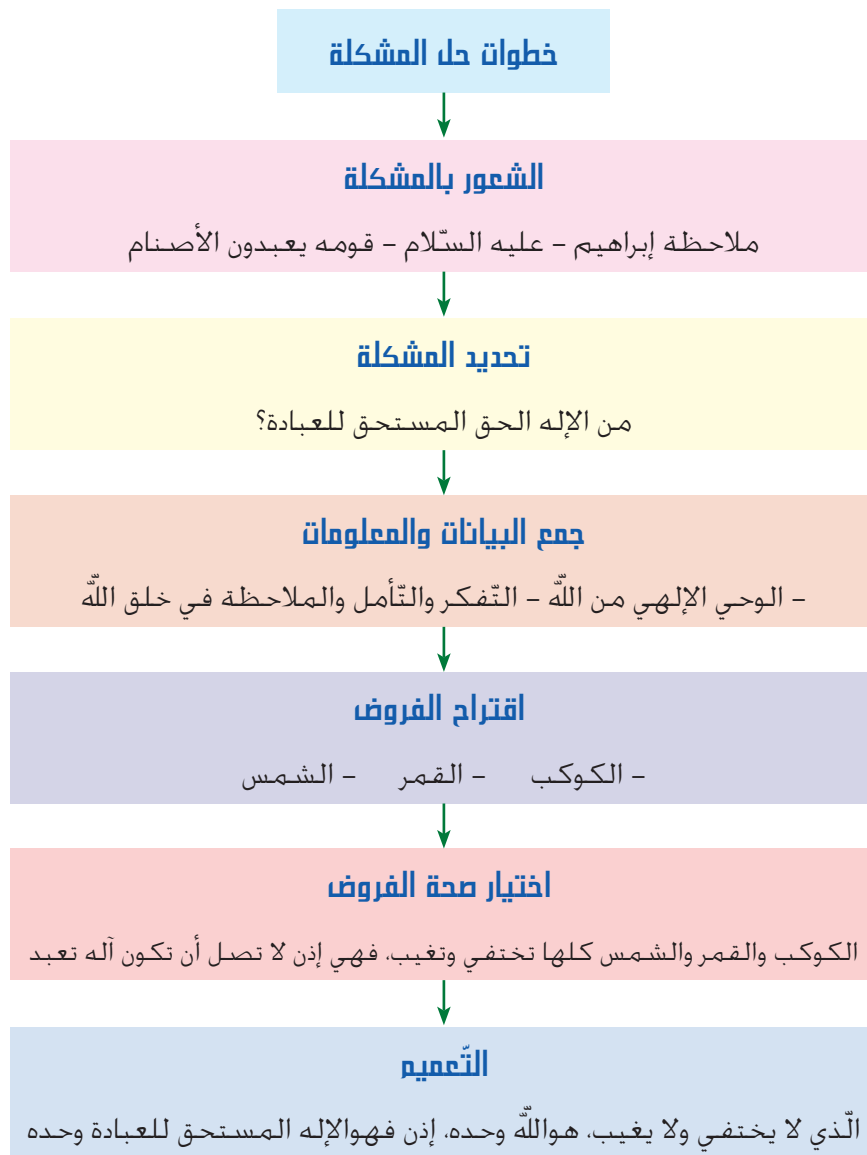 خطوات حل المشكلة
الشعور بالمشكلة
ملاحظة إبراهيم – عليه السّلام – قومه يعبدون الأصنام
تحديد المشكلة
من الإله الحق المستحق للعبادة؟
جمع البيانات والمعلومات
– الوحي الإلهي من اللّه – التّفكر والتّأمل والملاحظة في خلق اللّه
اقتراح الفروض
– الكوكب – القمر – الشمس
اختيار صحة الفروض
الكوكب والقمر والشمس كلها تختفي وتغيب، فهي إذن لا تصل أن تكون آله تعبد
التّعميم
الّذي لا يختفي ولا يغيب، هواللّه وحده، إذن فهوالإله المستحق للعبادة وحده